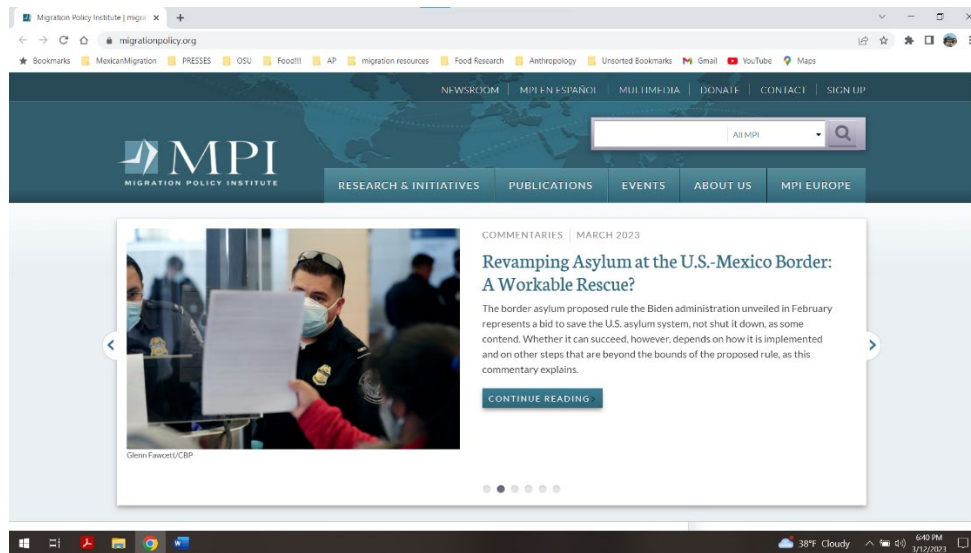 Migration Policy Institute | migra
migrationpolicy.org
Bookmarks MexicanMigration PRESSES OSU Food!!! AP migration resources Food Research Anthropology Unsorted Bookmarks Gmail YouTube Maps
NEWSROOM | MPI EN ESPAÑOL | MULTIMEDIA | DONATE | CONTACT | SIGN UP
All MPI
MPI
MIGRATION POLICY INSTITUTE
RESEARCH & INITIATIVES PUBLICATIONS EVENTS ABOUT US MPI EUROPE
COMMENTARIES | MARCH 2023
Revamping Asylum at the U.S.-Mexico Border:
A Workable Rescue?
The border asylum proposed rule the Biden administration unveiled in February
represents a bid to save the U.S. asylum system, not shut it down, as some
contend. Whether it can succeed, however, depends on how it is implemented
and on other steps that are beyond the bounds of the proposed rule, as this
commentary explains.
CONTINUE READING
Glenn Fawcett/CBP
38°F Cloudy
6:40 PM
3/12/2023